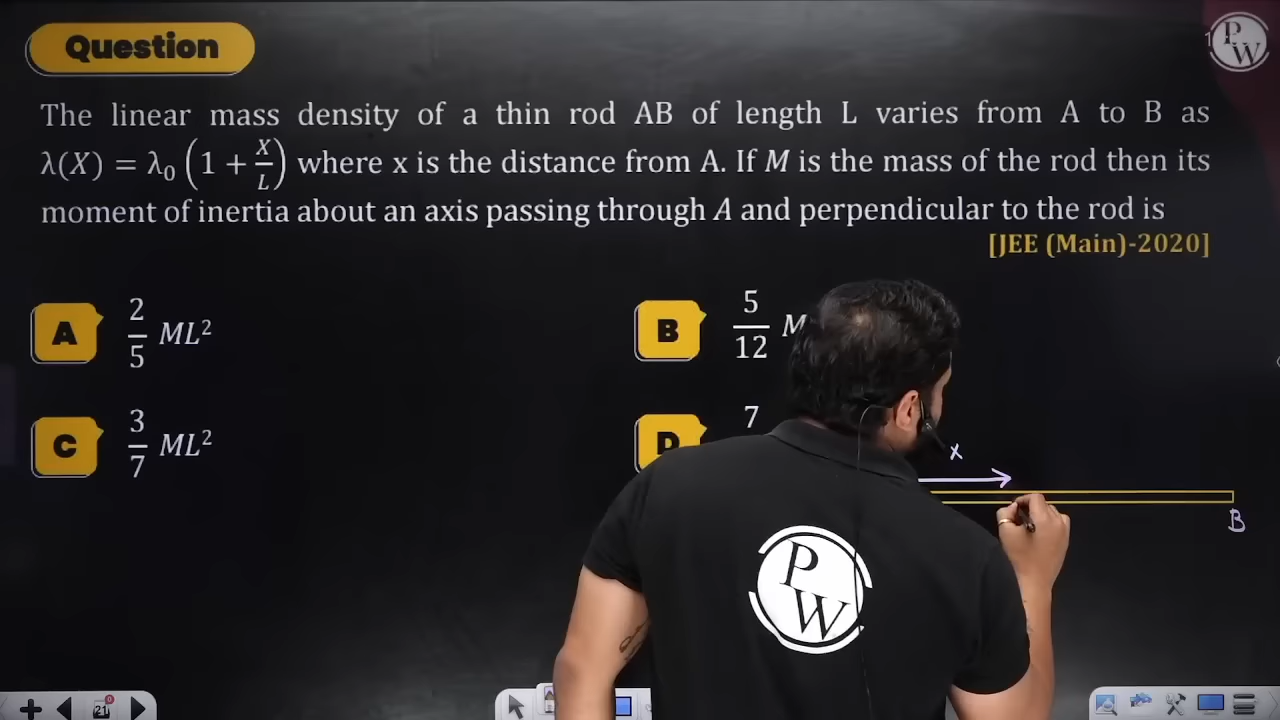 Question
The linear mass density of a thin rod AB of length L varies from A to B as
λ(X) = λ₀ (1 + X/L) where x is the distance from A. If M is the mass of the rod then its
moment of inertia about an axis passing through A and perpendicular to the rod is
[JEE (Main)-2020]
A 2/5 ML²
B 5/12 M
C 3/7 ML²
D 7
x
B
P
W
21
P
W